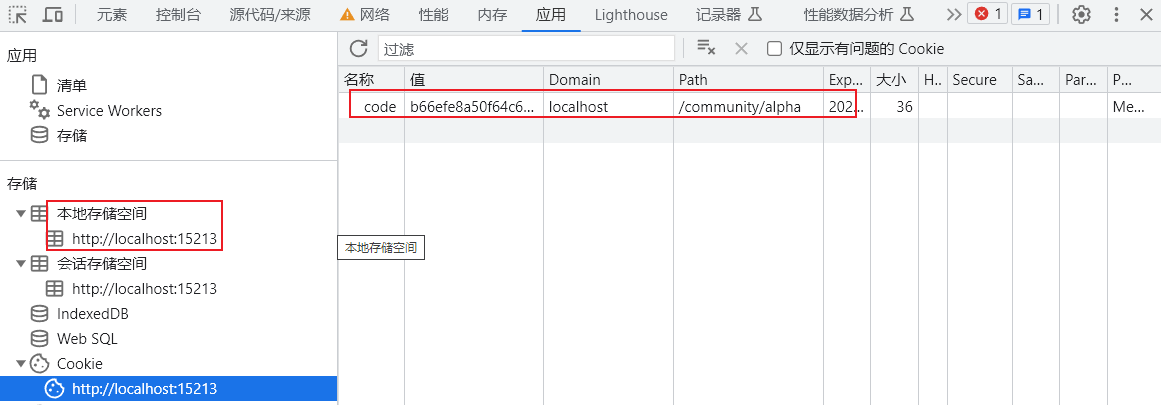 元素 控制台 源代码/来源 网络 性能 内存 应用 Lighthouse 记录器 性能数据分析 1 1
应用
清单
Service Workers
存储
存储
本地存储空间
http://localhost:15213
会话存储空间
http://localhost:15213
IndexedDB
Web SQL
Cookie
http://localhost:15213
过滤 仅显示有问题的 Cookie
名称 值 Domain Path Exp... 大小 H.. Secure Sa... Par... P...
code b66efe8a50f64c6... localhost /community/alpha 202... 36 Me...
本地存储空间